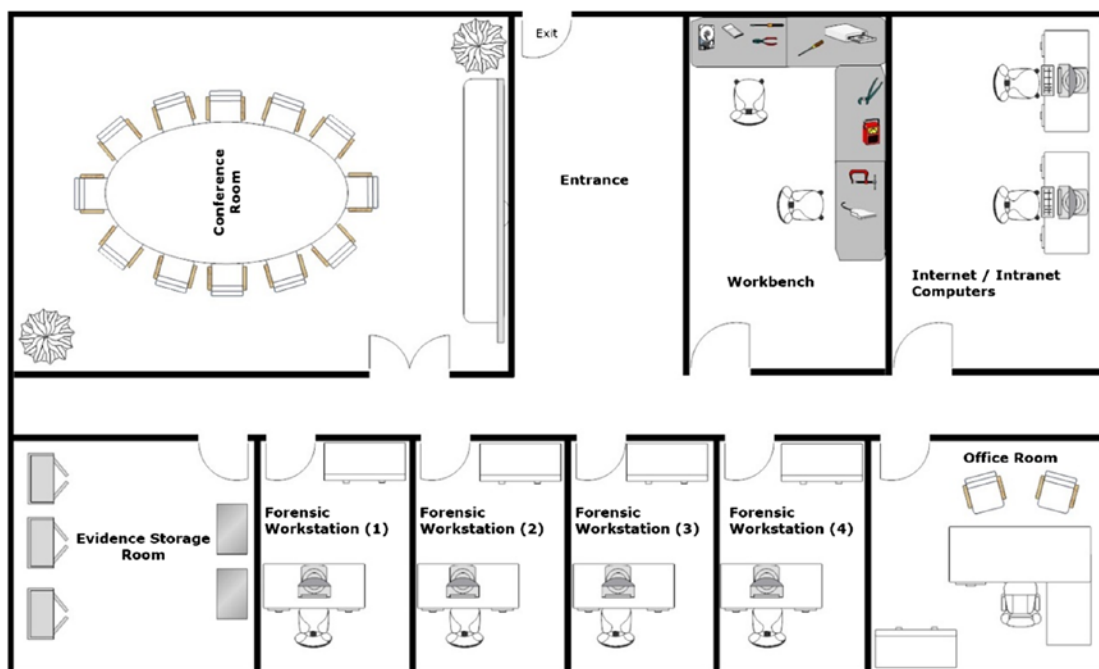 Exit
Conference
Room
Entrance
Workbench
Internet / Intranet
Computers
Evidence Storage
Room
Forensic
Workstation (1)
Forensic
Workstation (2)
Forensic
Workstation (3)
Forensic
Workstation (4)
Office Room